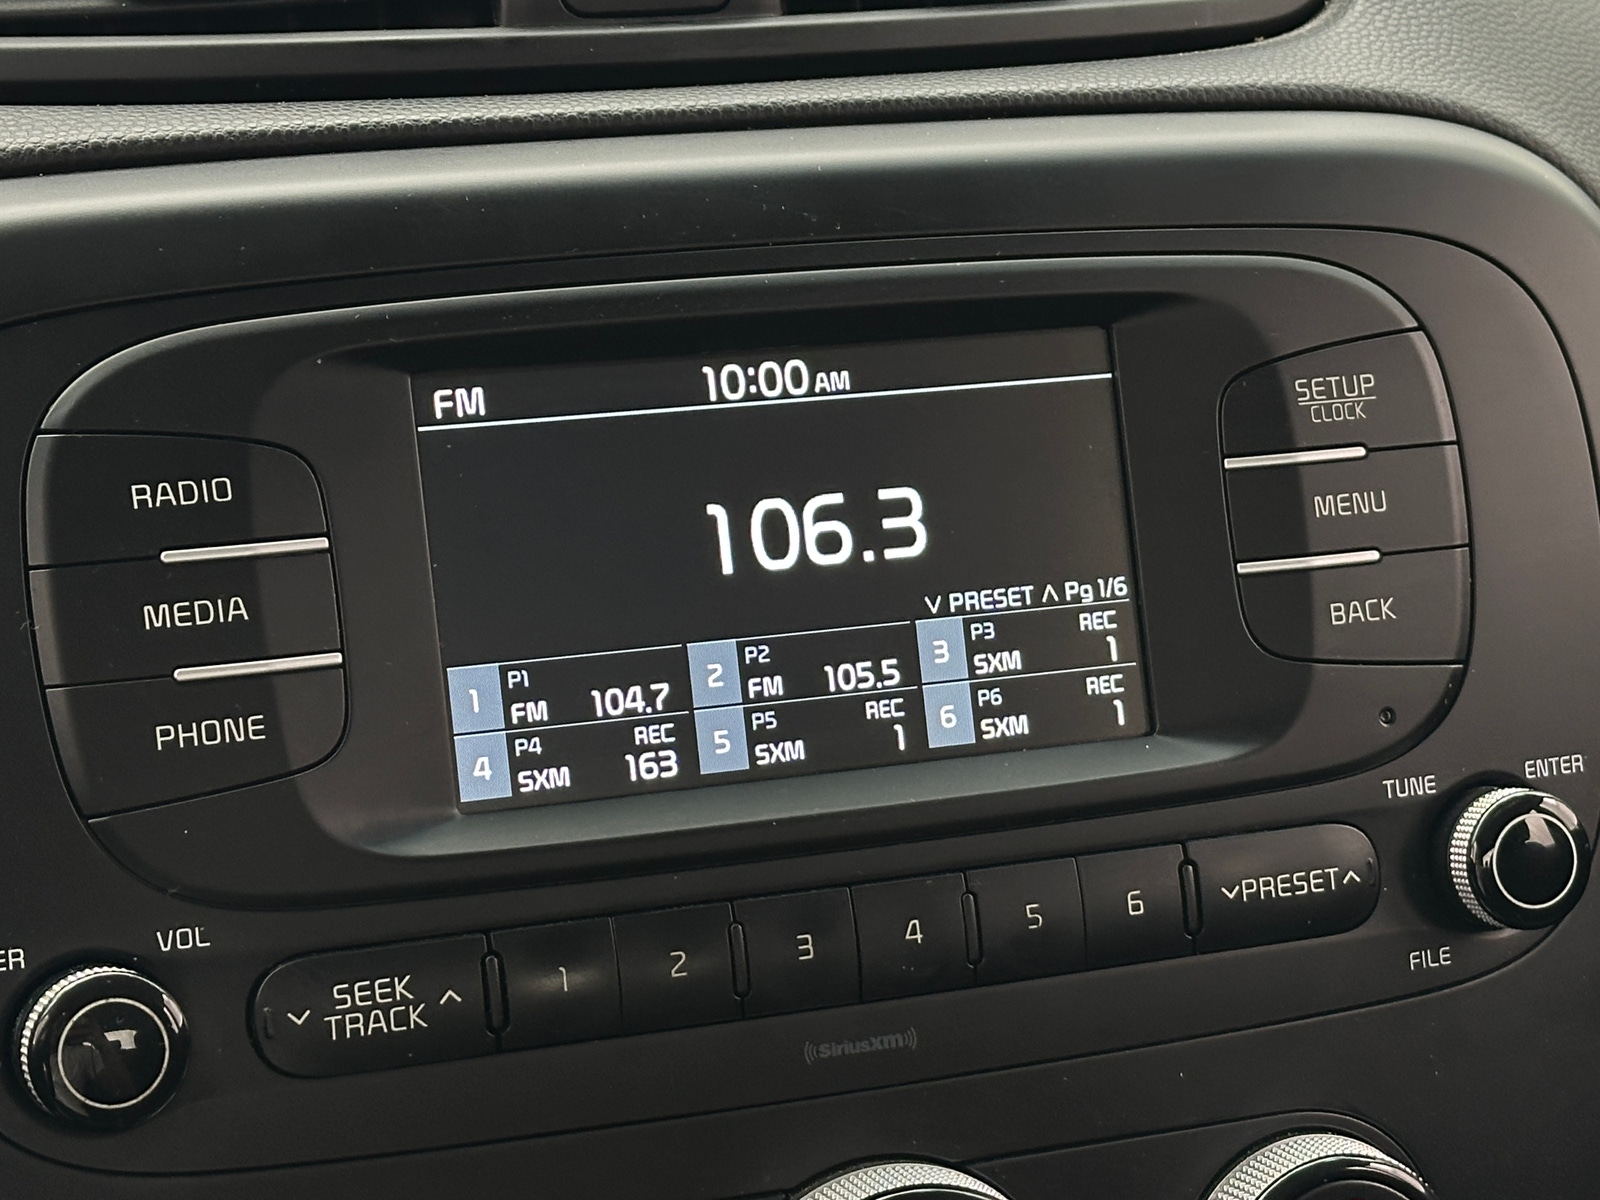 FM 10:00 AM
106.3
∨ PRESET ∧ Pg 1/6
1 P1 FM 104.7
2 P2 FM 105.5
3 P3 REC SXM 1
4 P4 REC SXM 163
5 P5 REC SXM 1
6 P6 REC SXM 1
RADIO
MEDIA
PHONE
SETUP
CLOCK
MENU
BACK
ER
VOL
∨ SEEK ∧
TRACK
1 2 3 4 5 6
∨PRESET∧
TUNE
ENTER
FILE
((SiriusXM))